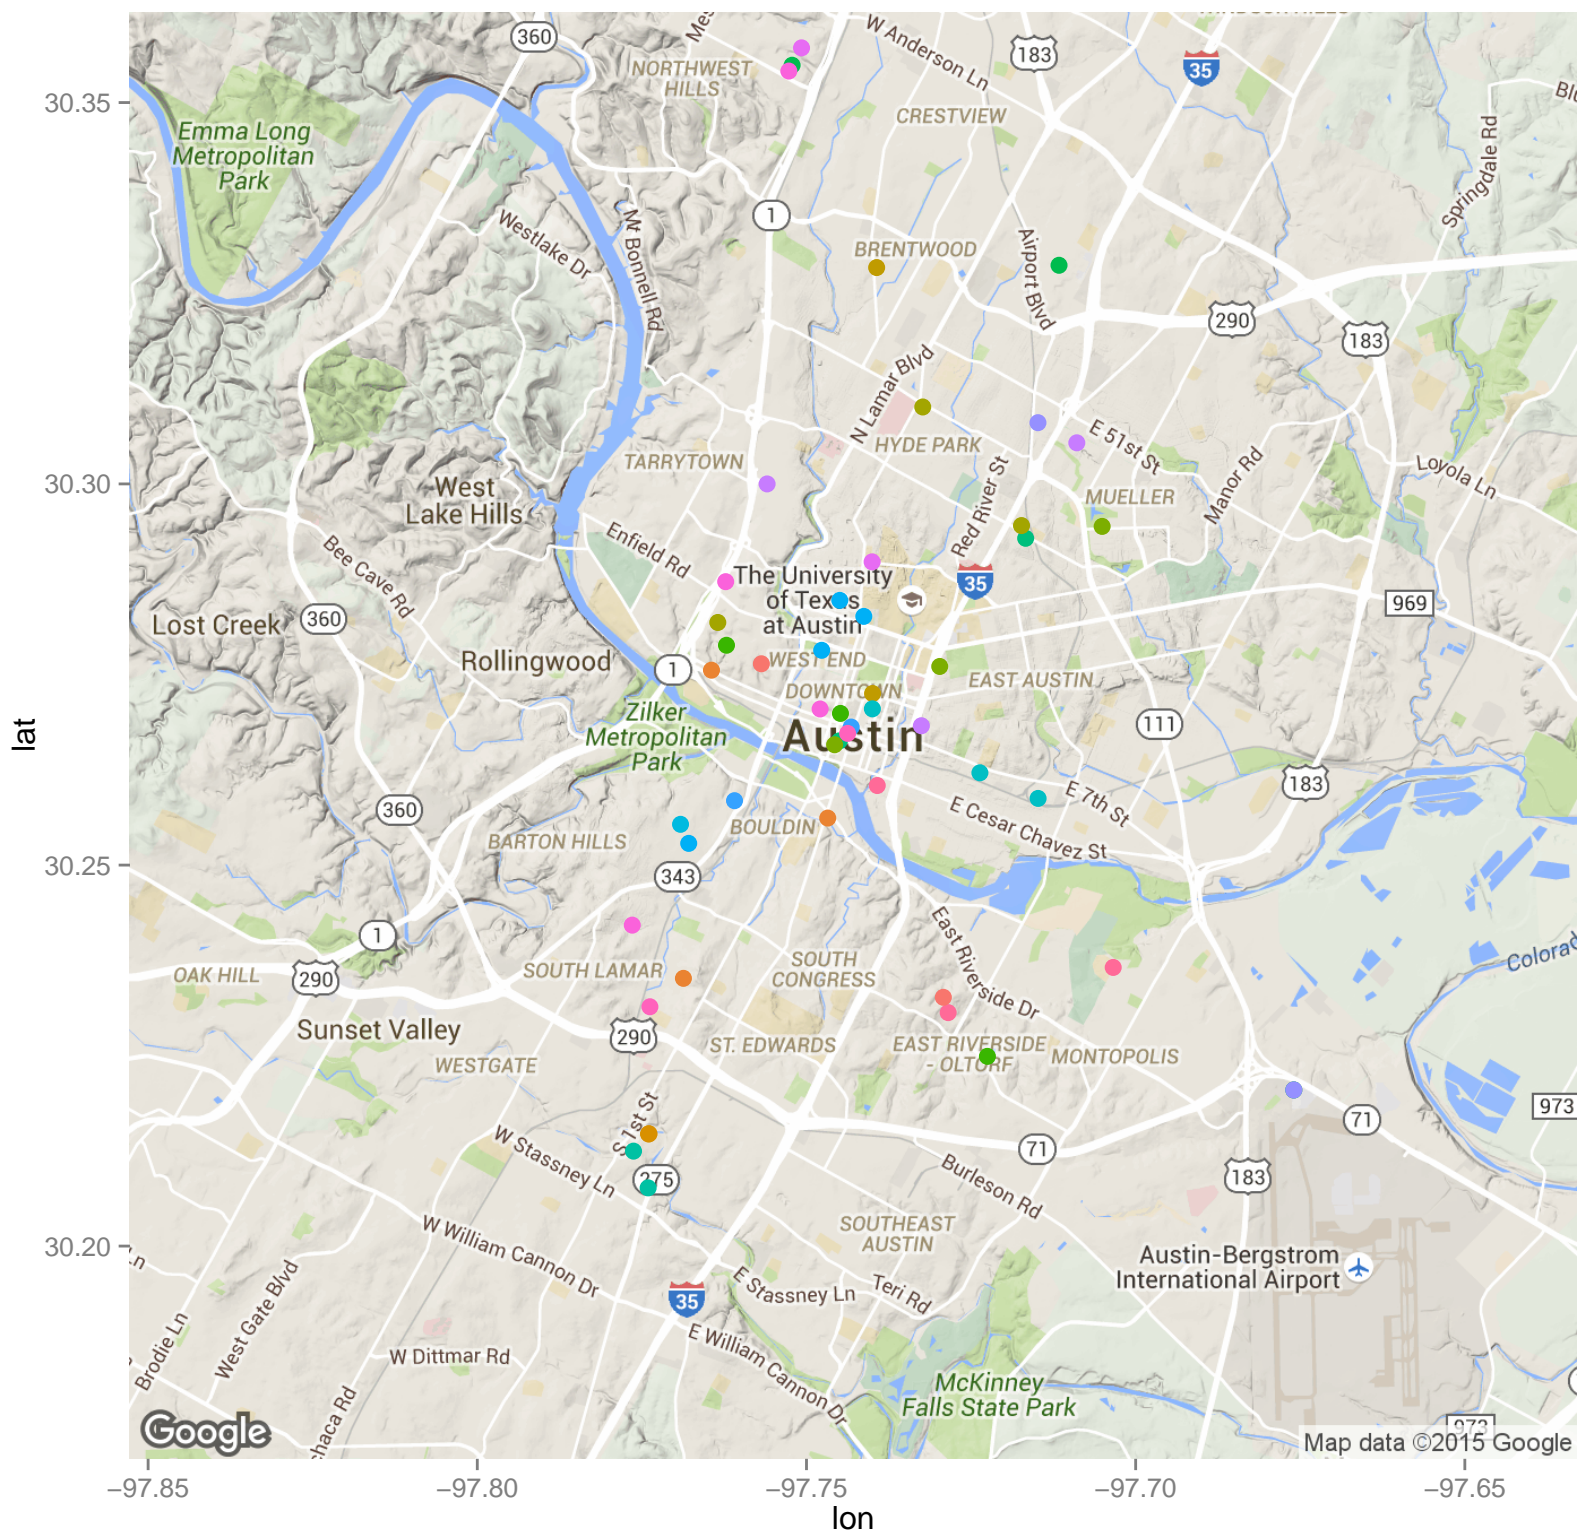 360
W Anderson Ln
183
35
NORTHWEST
HILLS
CRESTVIEW
Emma Long
Metropolitan
Park
Springdale Rd
30.35
1
Westlake Dr
Mt Bonnell Rd
BRENTWOOD
Airport Blvd
290
183
N Lamar Blvd
HYDE PARK
E 51st St
TARRYTOWN
Red River St
Manor Rd
Loyola Ln
30.30
West
Lake Hills
MUELLER
Bee Cave Rd
Enfield Rd
The University
of Texas
at Austin
35
969
360
Lost Creek
Rollingwood
1
WEST END
DOWNTOWN
EAST AUSTIN
Zilker
Metropolitan
Park
Austin
111
183
lat
360
E 7th St
E Cesar Chavez St
BARTON HILLS
BOULDIN
30.25
343
1
East Riverside Dr
OAK HILL
290
SOUTH LAMAR
SOUTH
CONGRESS
Sunset Valley
290
ST. EDWARDS
EAST RIVERSIDE
- OLTORF
MONTOPOLIS
WESTGATE
973
71
S 1st St
W Stassney Ln
71
275
Burleson Rd
183
W William Cannon Dr
SOUTHEAST
AUSTIN
30.20
Austin-Bergstrom
International Airport
E Stassney Ln
Teri Rd
35
West Gate Blvd
Brodie Ln
W Dittmar Rd
E William Cannon Dr
McKinney
Falls State Park
chaca Rd
973
Google
Map data ©2015 Google
−97.85
−97.80
−97.75
−97.70
−97.65
lon